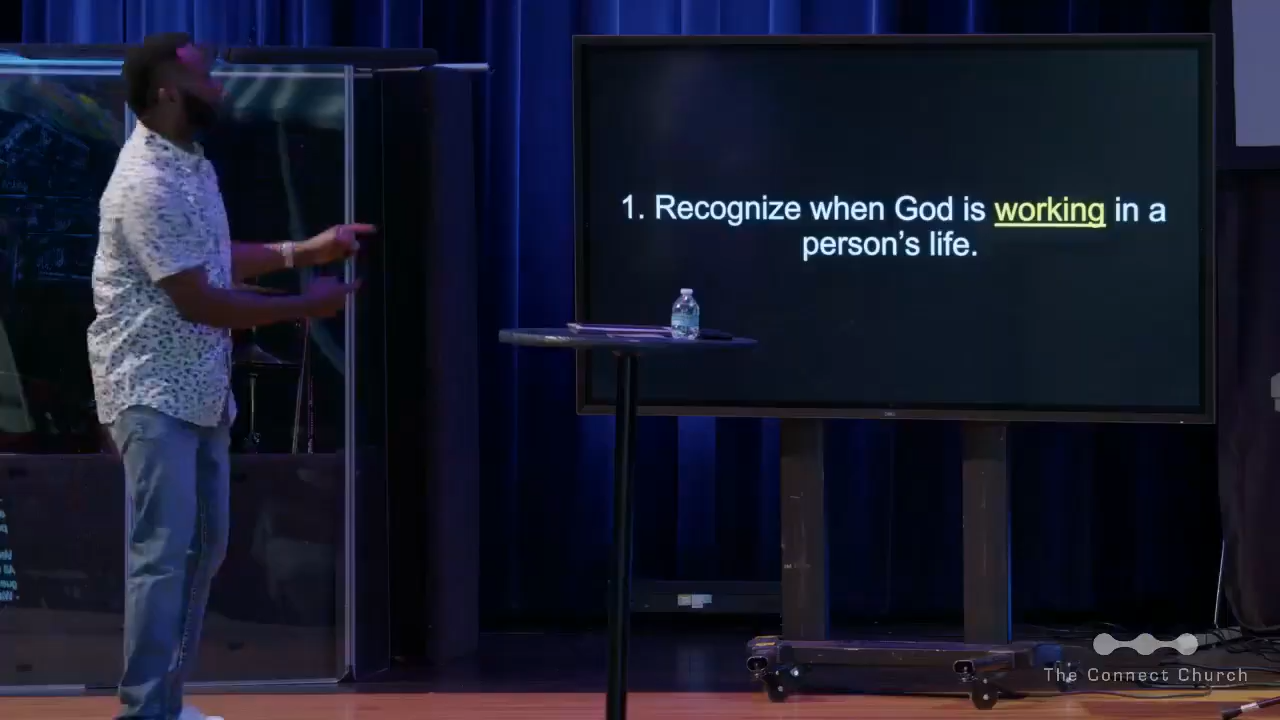 1. Recognize when God is working in a
person's life.
The Connect Church